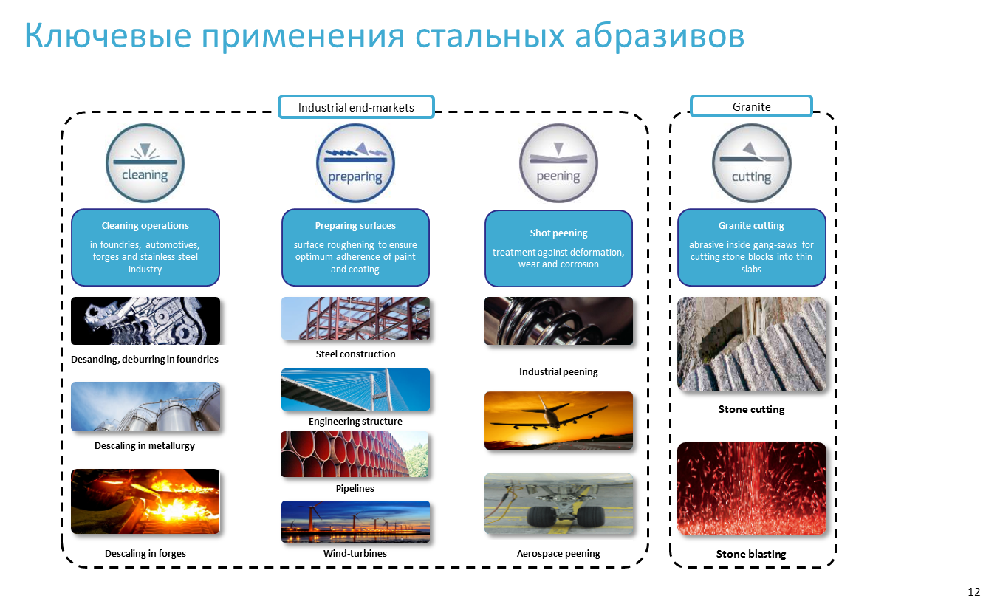 Ключевые применения стальных абразивов
Industrial end-markets
cleaning
Cleaning operations
in foundries, automotives,
forges and stainless steel
industry
Desanding, deburring in foundries
Descaling in metallurgy
Descaling in forges
preparing
Preparing surfaces
surface roughening to ensure
optimum adherence of paint
and coating
Steel construction
Engineering structure
Pipelines
Wind-turbines
peening
Shot peening
treatment against deformation,
wear and corrosion
Industrial peening
Aerospace peening
Granite
cutting
Granite cutting
abrasive inside gang-saws for
cutting stone blocks into thin
slabs
Stone cutting
Stone blasting
12